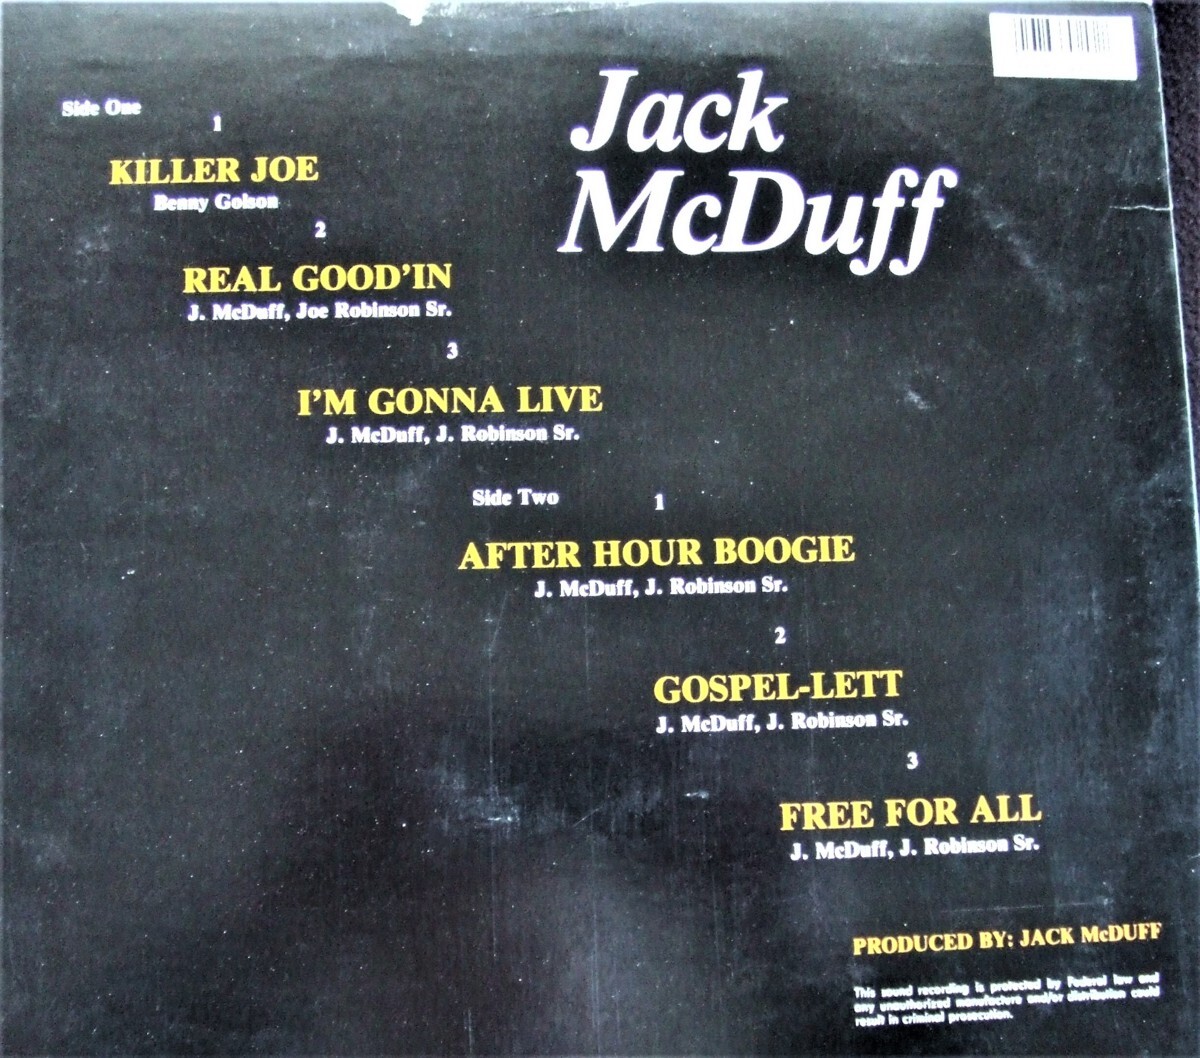 Jack
McDuff
Side One
1
KILLER JOE
Benny Golson
2
REAL GOOD'IN
J. McDuff, Joe Robinson Sr.
3
I'M GONNA LIVE
J. McDuff, J. Robinson Sr.
Side Two
1
AFTER HOUR BOOGIE
J. McDuff, J. Robinson Sr.
2
GOSPEL-LETT
J. McDuff, J. Robinson Sr.
3
FREE FOR ALL
J. McDuff, J. Robinson Sr.
PRODUCED BY: JACK McDUFF
This sound recording is protected by Federal law and
any unauthorized manufacture and/or distribution could
result in criminal prosecution.